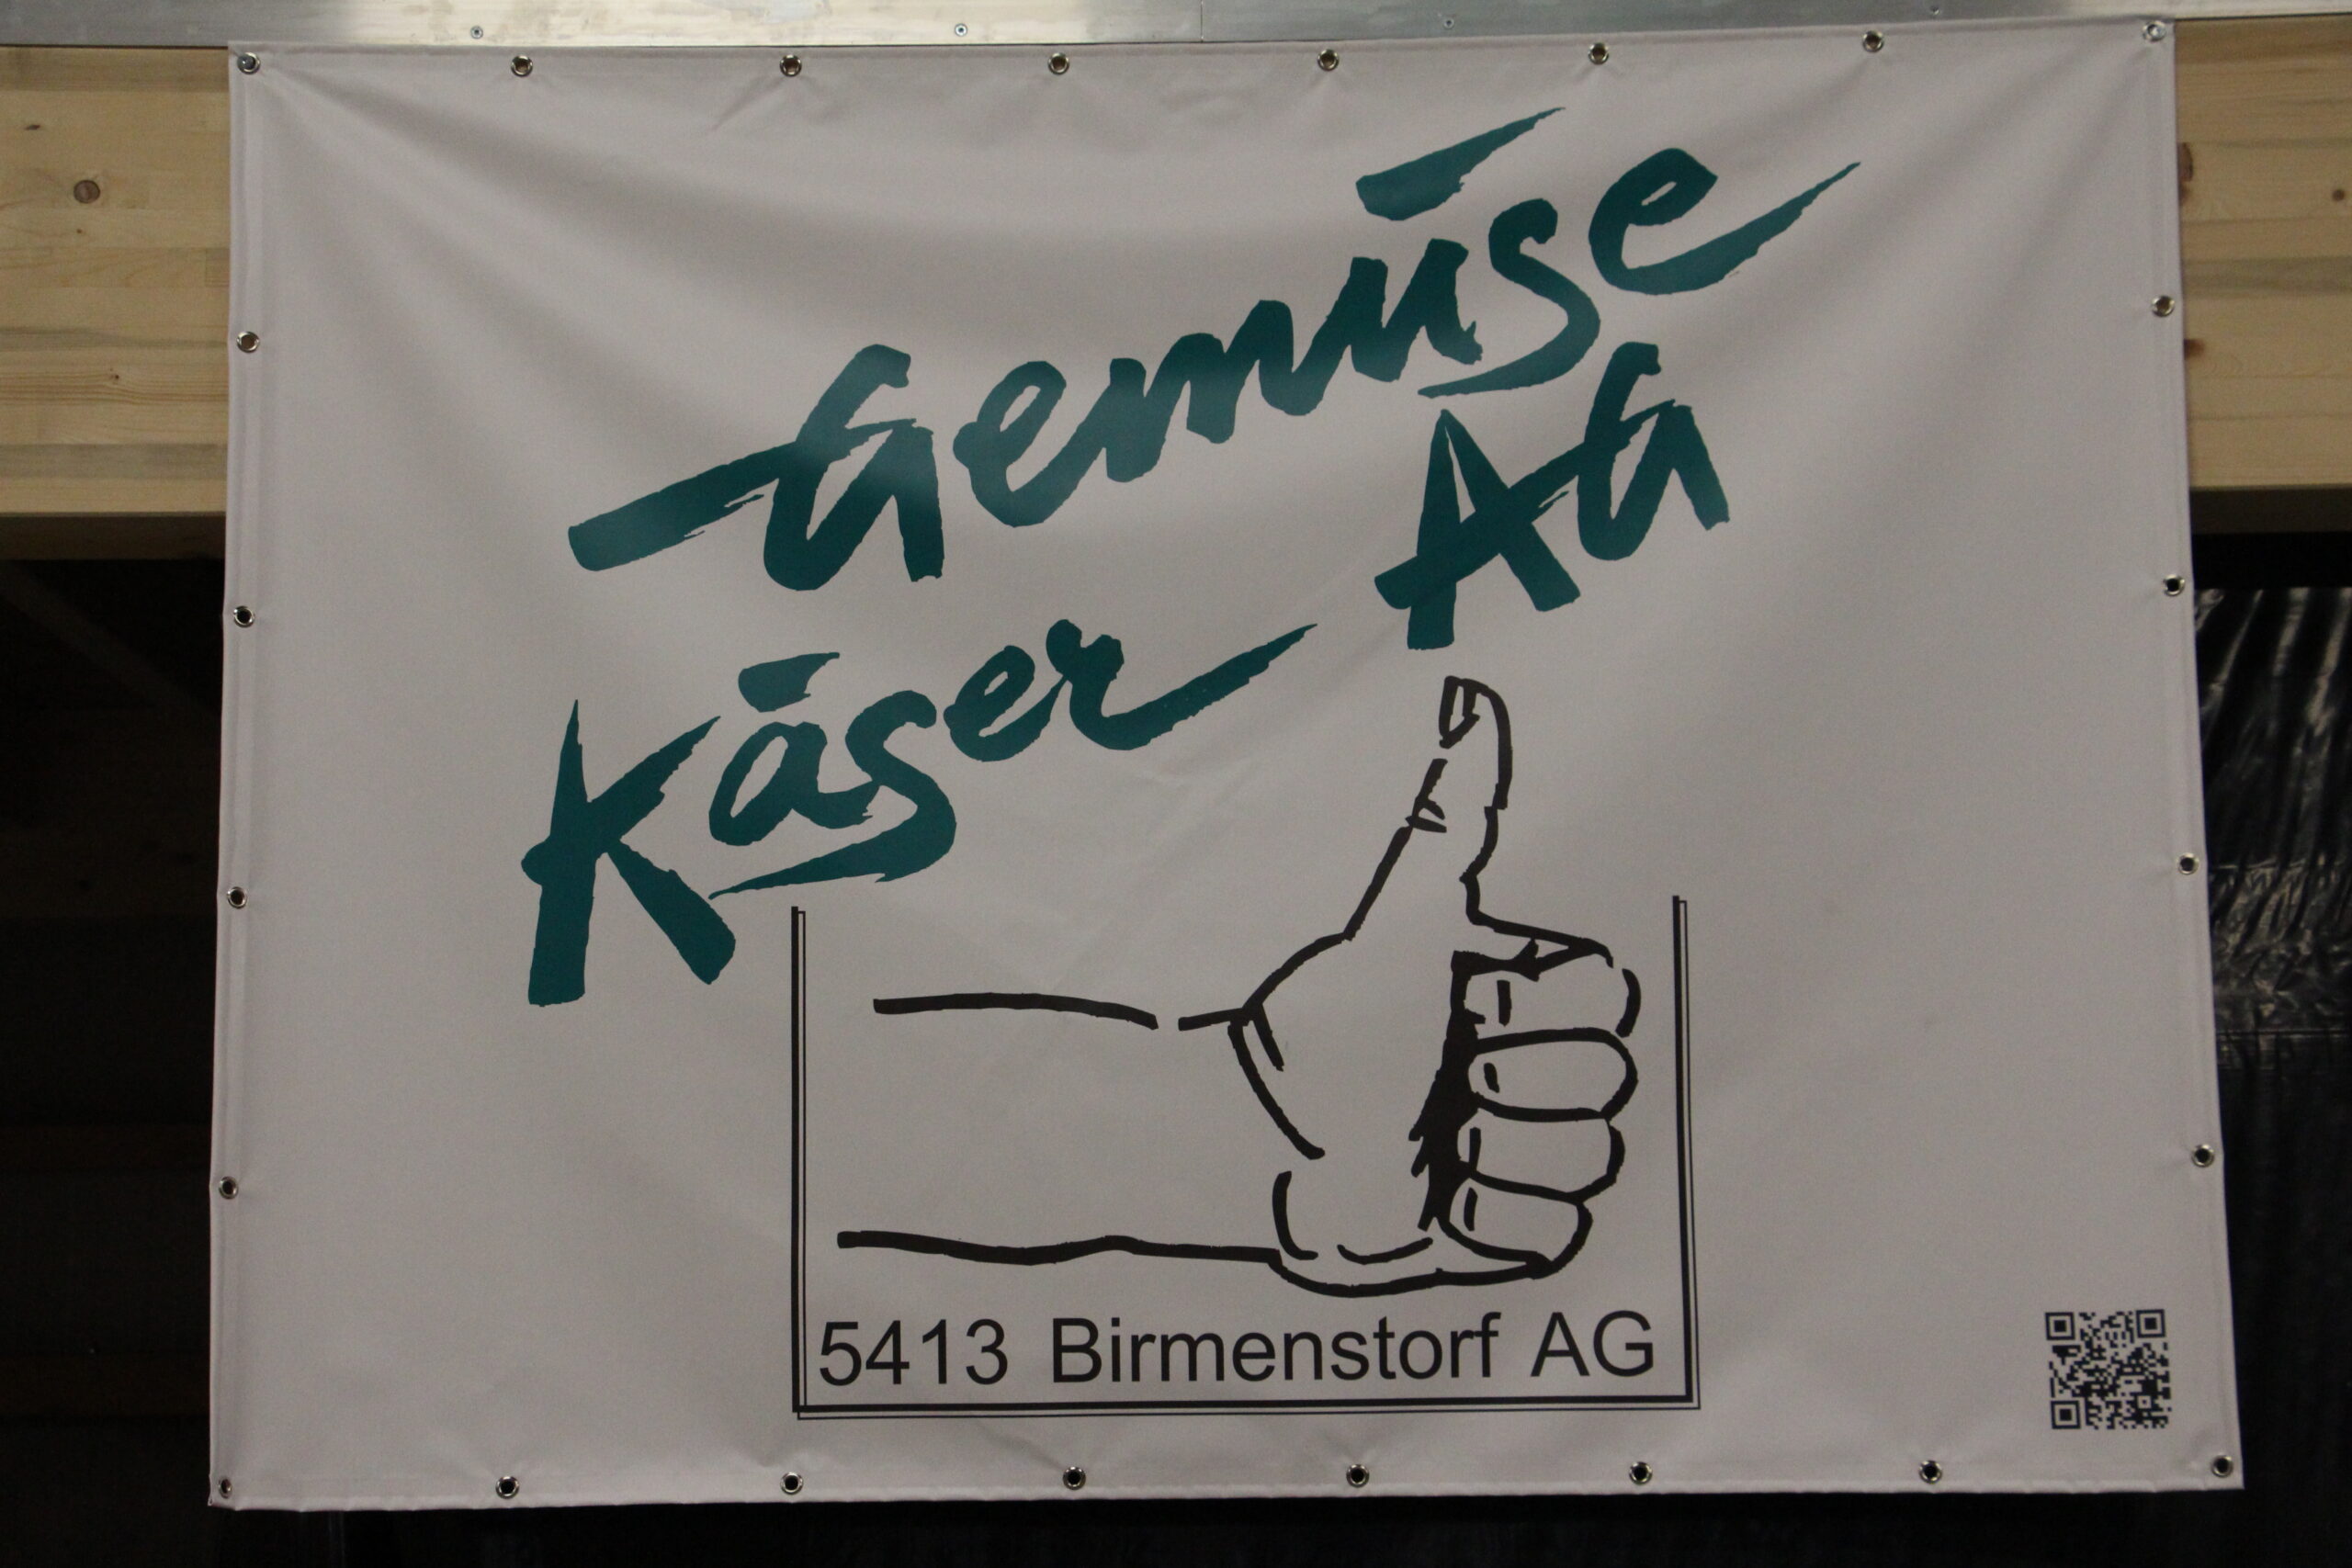 Gemüse
AG
Käser
5413 Birmenstorf AG